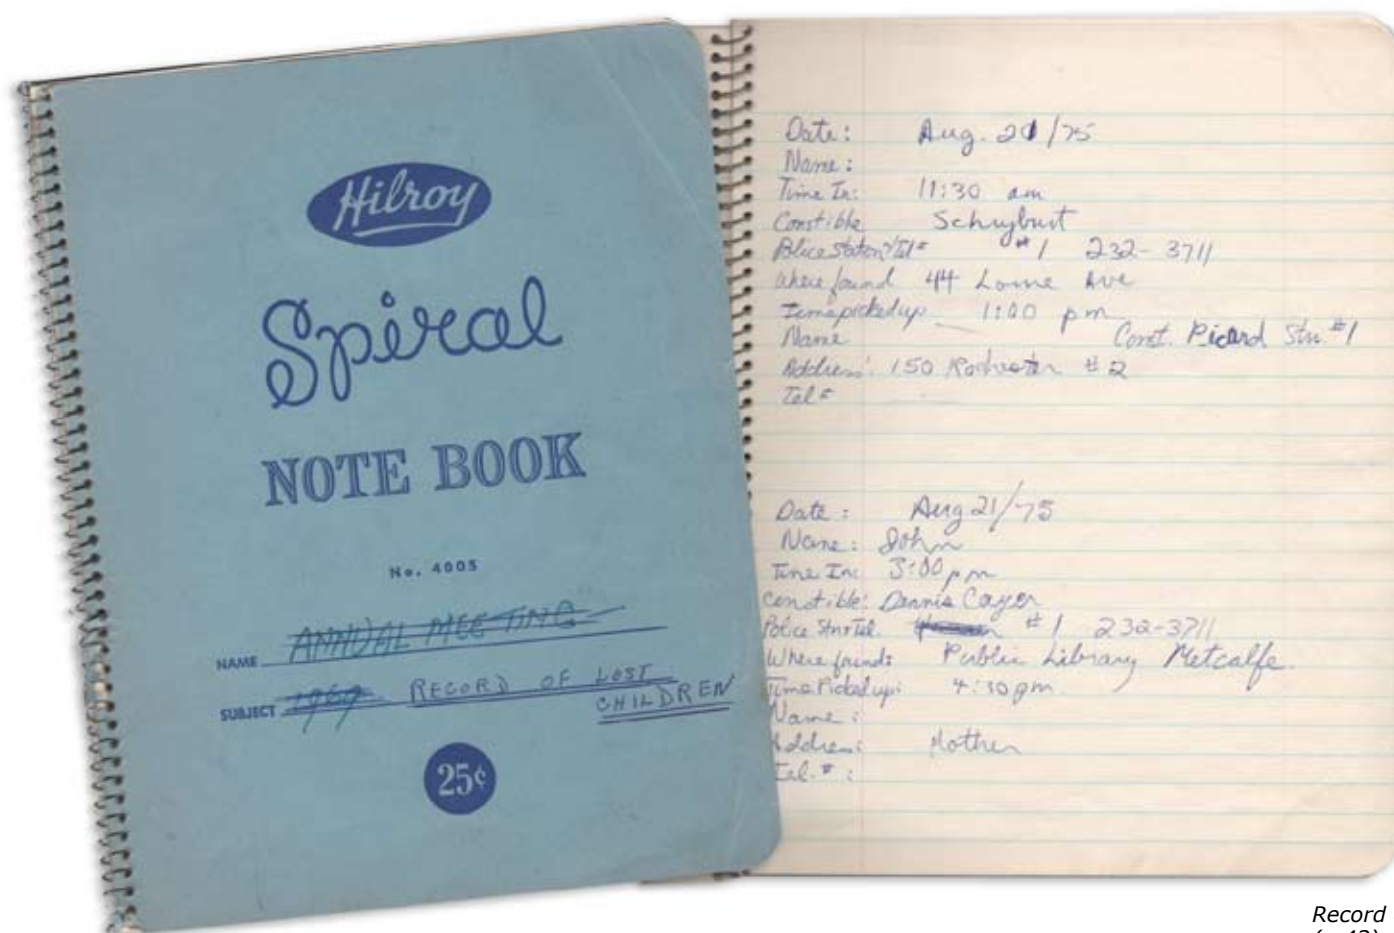 Hilroy
Spiral
NOTE BOOK
No. 4005
NAME ANNUAL MEETING
SUBJECT 1969 RECORD OF LOST
CHILDREN
25¢
Date: Aug. 21/75
Name:
Time In: 11:30 am
Constible
Police Station Tel# #1 232-3711
Where found 44 Lorne Ave
Time picked up 1:00 pm
Name Const. Picard Stn. #1
Address: 150 Rochester #2
Tel#
Date: Aug 21/75
Name: John
Time In: 3:00 pm
Constible: Dennis Cayer
Police Stn Tel. #1 232-3711
Where found: Public Library Metcalfe.
Time Picked up: 4:30 pm.
Name:
Address: Mother
Tel. #:
Record